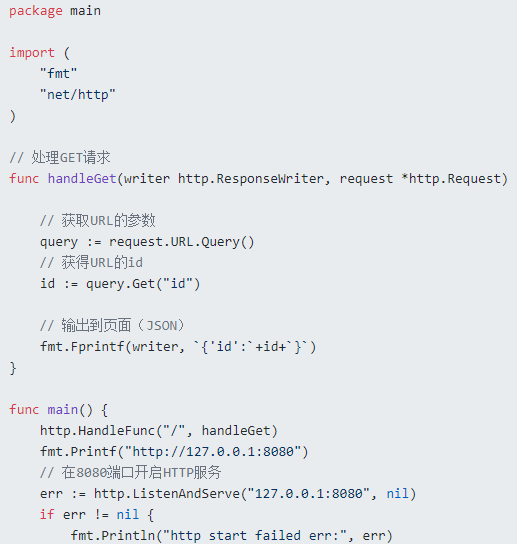 package main
import (
    "fmt"
    "net/http"
)
// 处理GET请求
func handleGet(writer http.ResponseWriter, request *http.Request)
    // 获取URL的参数
    query := request.URL.Query()
    // 获得URL的id
    id := query.Get("id")
    // 输出到页面（JSON）
    fmt.Fprintf(writer, `{'id':`+id+`}`)
}
func main() {
    http.HandleFunc("/", handleGet)
    fmt.Printf("http://127.0.0.1:8080")
    // 在8080端口开启HTTP服务
    err := http.ListenAndServe("127.0.0.1:8080", nil)
    if err != nil {
        fmt.Println("http start failed err:", err)